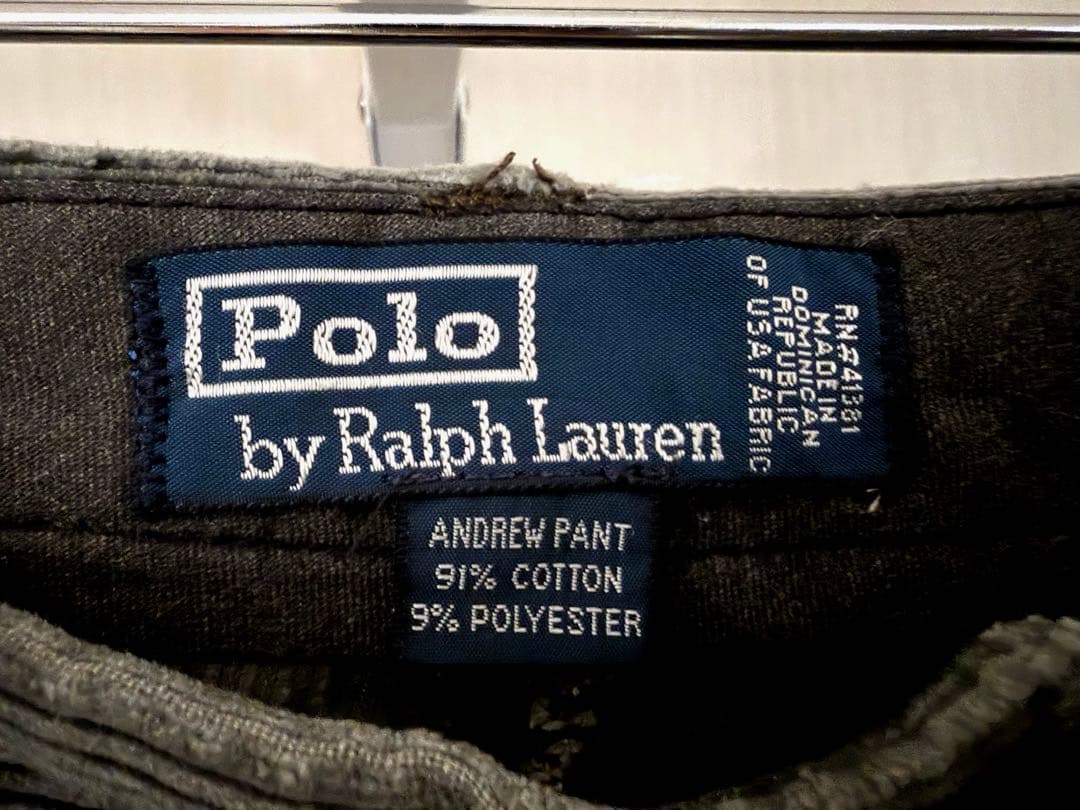 Polo
by Ralph Lauren
RN#41381
MADE IN
DOMINICAN
REPUBLIC
OF USA FABRIC
ANDREW PANT
91% COTTON
9% POLYESTER